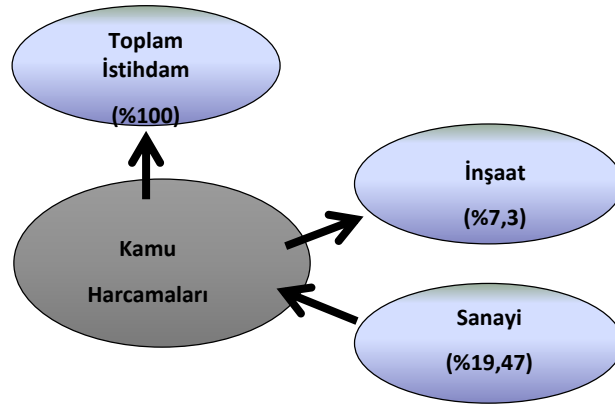 Toplam
İstihdam
(%100)
İnşaat
(%7,3)
Kamu
Harcamaları
Sanayi
(%19,47)